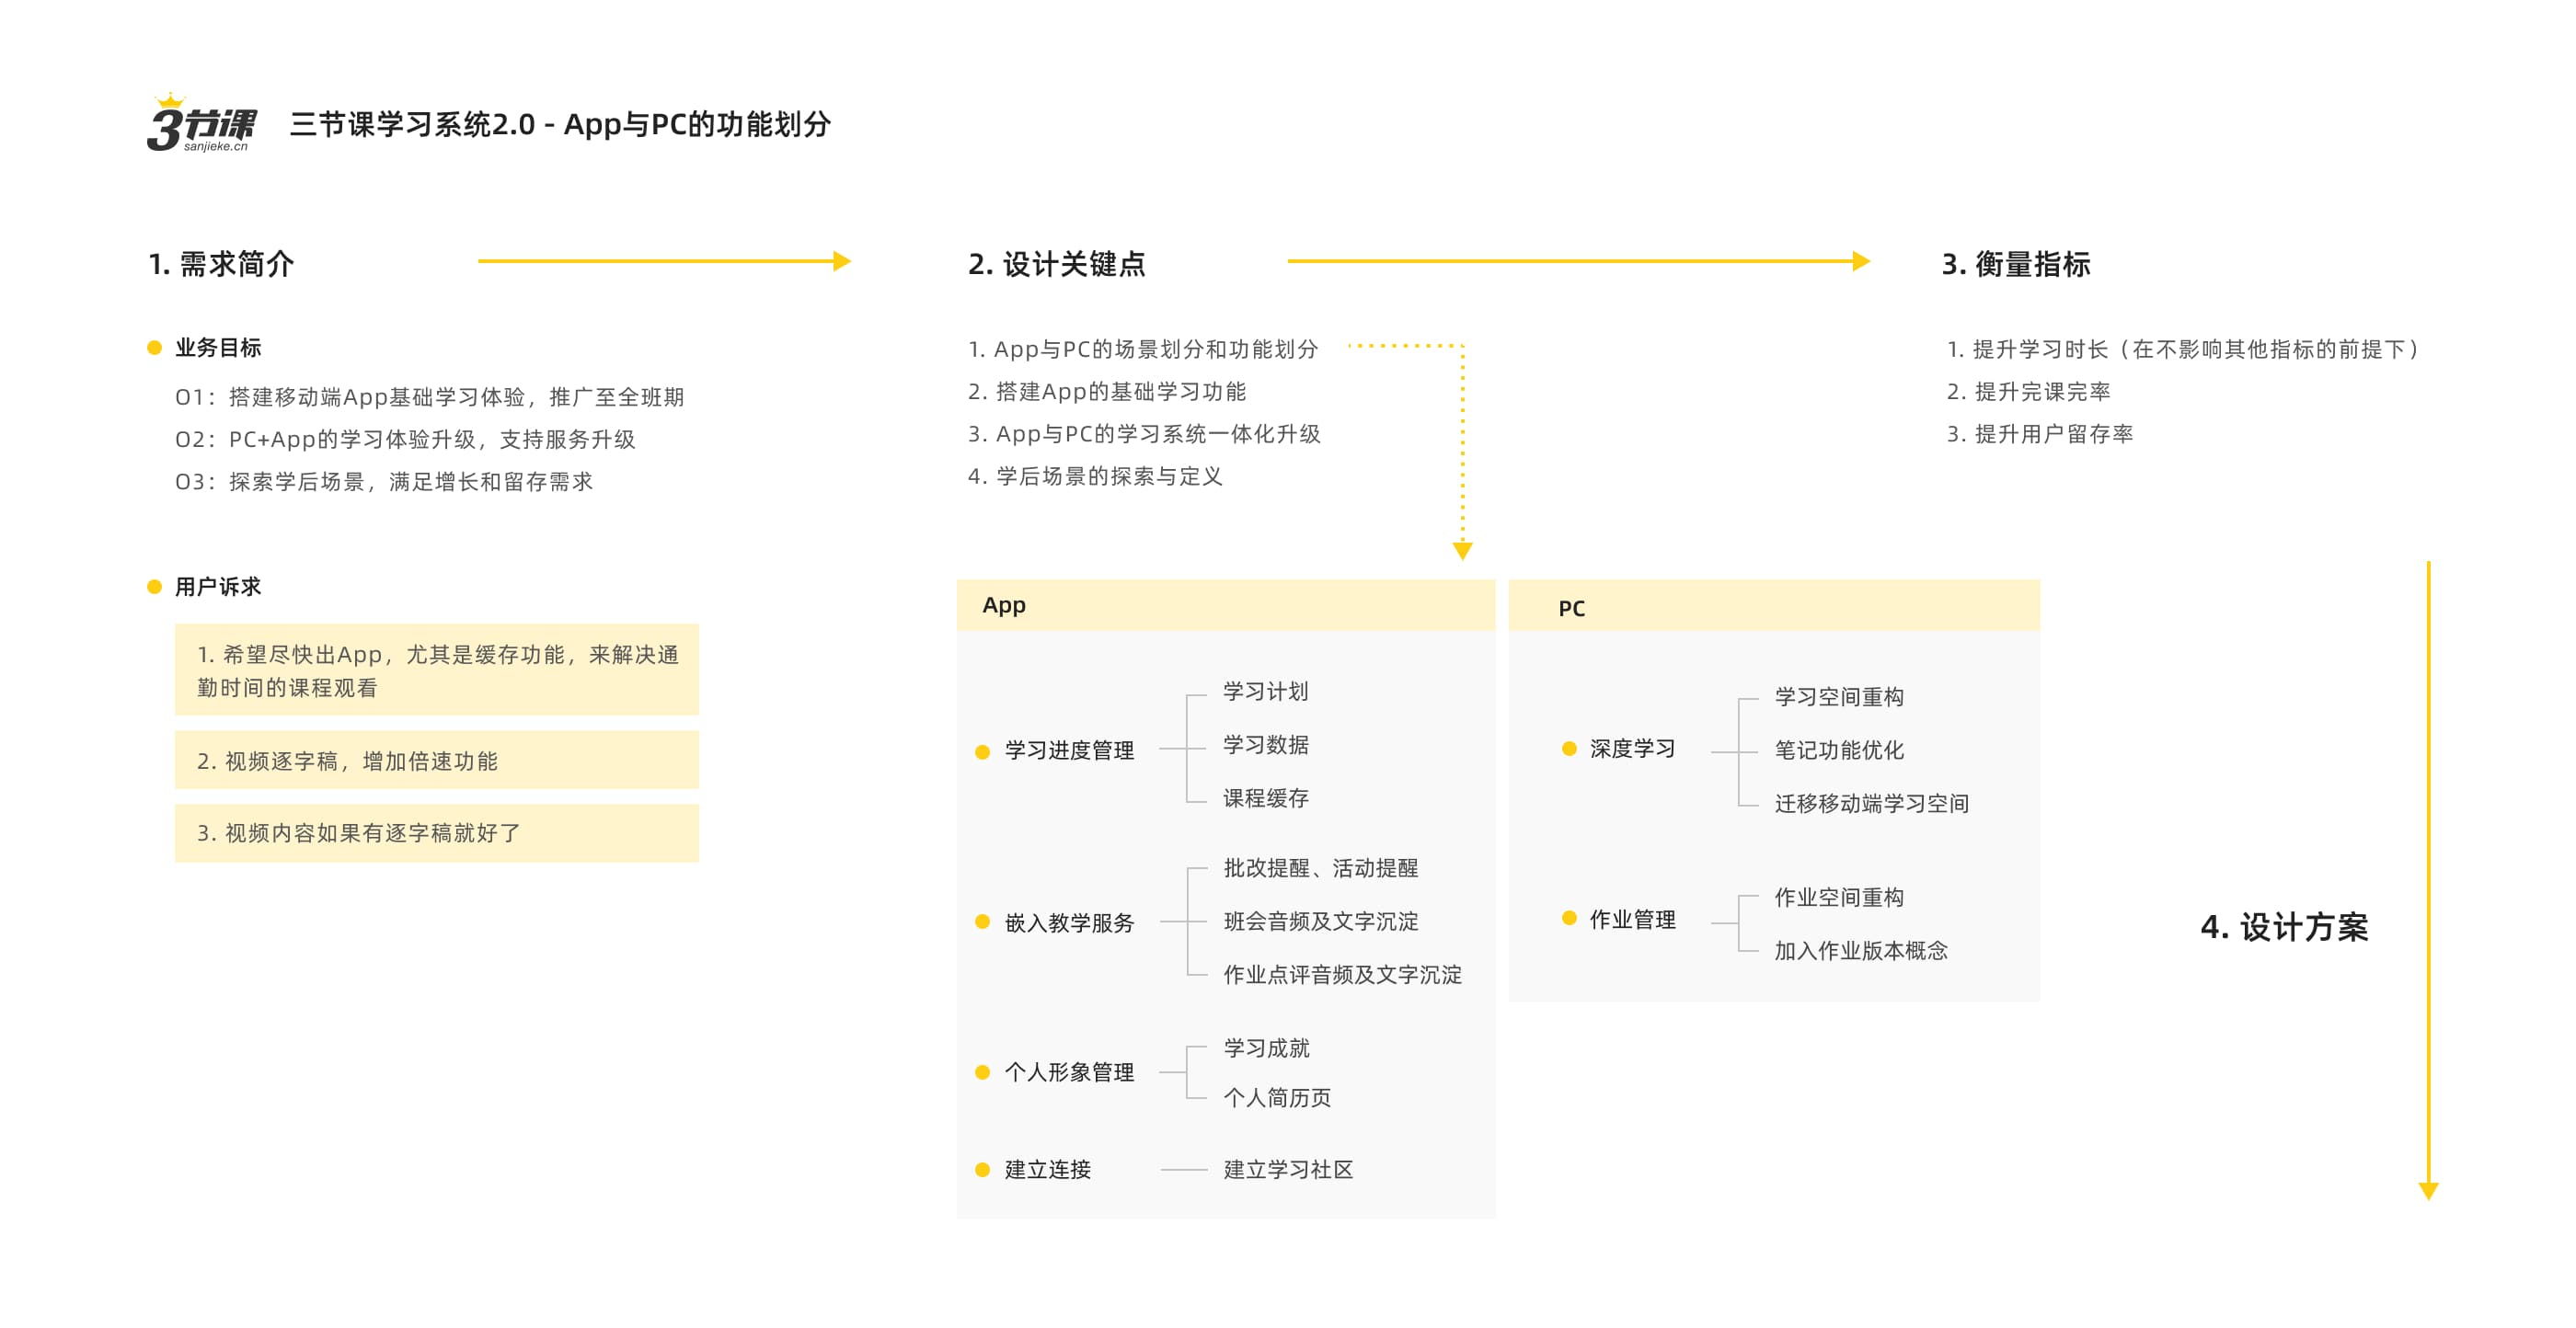 3节课
sanjieke.cn
三节课学习系统2.0 - App与PC的功能划分
1. 需求简介
业务目标
O1：搭建移动端App基础学习体验，推广至全班期
O2：PC+App的学习体验升级，支持服务升级
O3：探索学后场景，满足增长和留存需求
用户诉求
1. 希望尽快出App，尤其是缓存功能，来解决通
勤时间的课程观看
2. 视频逐字稿，增加倍速功能
3. 视频内容如果有逐字稿就好了
2. 设计关键点
1. App与PC的场景划分和功能划分
2. 搭建App的基础学习功能
3. App与PC的学习系统一体化升级
4. 学后场景的探索与定义
App
学习进度管理
学习计划
学习数据
课程缓存
嵌入教学服务
批改提醒、活动提醒
班会音频及文字沉淀
作业点评音频及文字沉淀
个人形象管理
学习成就
个人简历页
建立连接
建立学习社区
PC
深度学习
学习空间重构
笔记功能优化
迁移移动端学习空间
作业管理
作业空间重构
加入作业版本概念
3. 衡量指标
1. 提升学习时长（在不影响其他指标的前提下）
2. 提升完课完率
3. 提升用户留存率
4. 设计方案